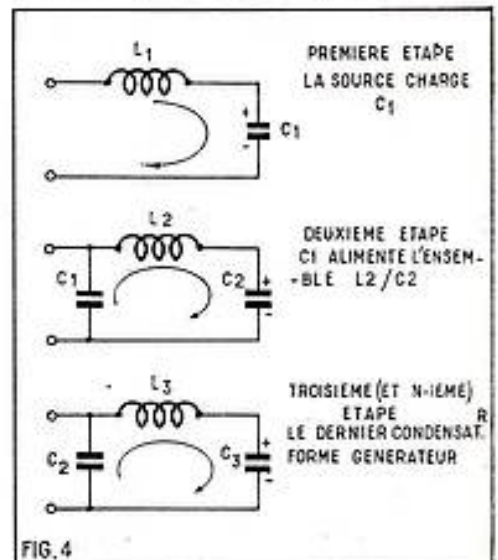 L1
+
-
C1
PREMIERE ETAPE
LA SOURCE CHARGE
C1
L2
C1
C2
+
-
DEUXIEME ETAPE
C1 ALIMENTE L'ENSEM-
-BLE L2/C2
L3
C2
C3
+
-
TROISIEME (ET N-IEME)
ETAPE R
LE DERNIER CONDENSAT.
FORME GENERATEUR
FIG.4